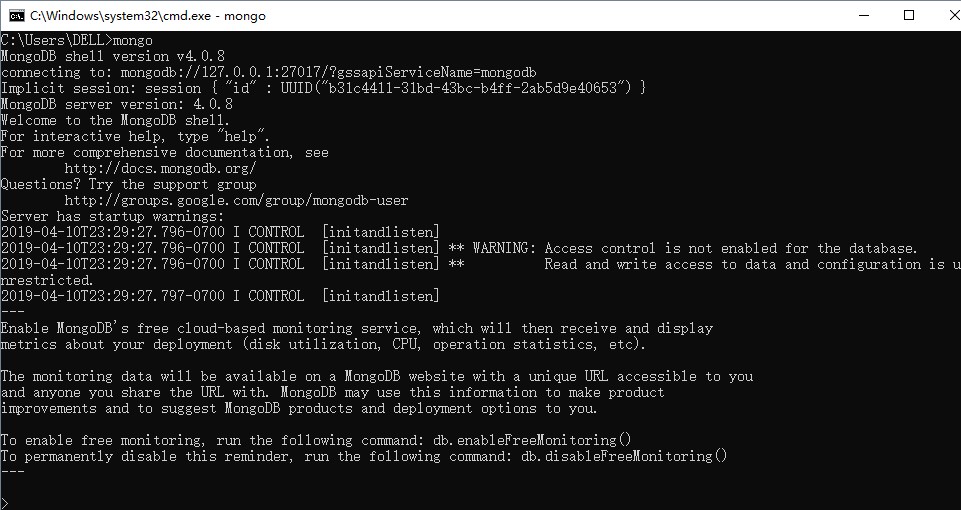 C:\Windows\system32\cmd.exe - mongo
C:\Users\DELL>mongo
MongoDB shell version v4.0.8
connecting to: mongodb://127.0.0.1:27017/?gssapiServiceName=mongodb
Implicit session: session { "id" : UUID("b31c4411-31bd-43bc-b4ff-2ab5d9e40653") }
MongoDB server version: 4.0.8
Welcome to the MongoDB shell.
For interactive help, type "help".
For more comprehensive documentation, see
        http://docs.mongodb.org/
Questions? Try the support group
        http://groups.google.com/group/mongodb-user
Server has startup warnings:
2019-04-10T23:29:27.796-0700 I CONTROL  [initandlisten]
2019-04-10T23:29:27.796-0700 I CONTROL  [initandlisten] ** WARNING: Access control is not enabled for the database.
2019-04-10T23:29:27.796-0700 I CONTROL  [initandlisten] **          Read and write access to data and configuration is u
nrestricted.
2019-04-10T23:29:27.797-0700 I CONTROL  [initandlisten]
---
Enable MongoDB's free cloud-based monitoring service, which will then receive and display
metrics about your deployment (disk utilization, CPU, operation statistics, etc).

The monitoring data will be available on a MongoDB website with a unique URL accessible to you
and anyone you share the URL with. MongoDB may use this information to make product
improvements and to suggest MongoDB products and deployment options to you.

To enable free monitoring, run the following command: db.enableFreeMonitoring()
To permanently disable this reminder, run the following command: db.disableFreeMonitoring()
---

>